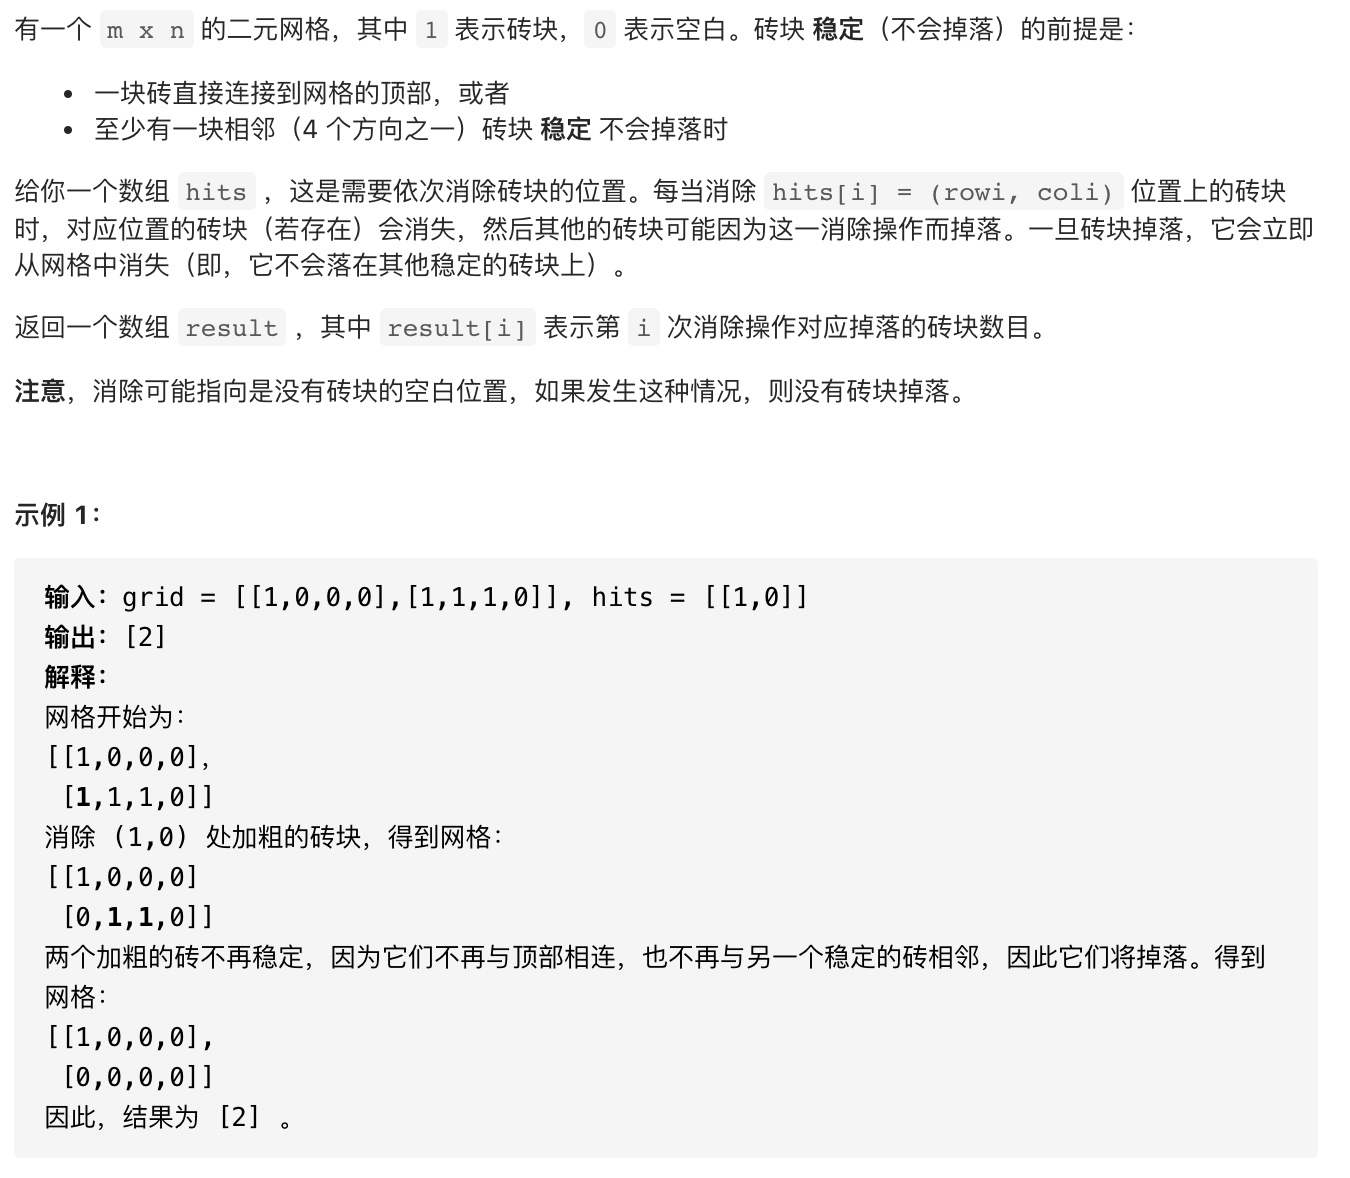 有一个 m x n 的二元网格，其中 1 表示砖块，0 表示空白。砖块 稳定（不会掉落）的前提是：
• 一块砖直接连接到网格的顶部，或者
• 至少有一块相邻（4 个方向之一）砖块 稳定 不会掉落时
给你一个数组 hits ，这是需要依次消除砖块的位置。每当消除 hits[i] = (rowi, coli) 位置上的砖块
时，对应位置的砖块（若存在）会消失，然后其他的砖块可能因为这一消除操作而掉落。一旦砖块掉落，它会立即
从网格中消失（即，它不会落在其他稳定的砖块上）。
返回一个数组 result ，其中 result[i] 表示第 i 次消除操作对应掉落的砖块数目。
注意，消除可能指向是没有砖块的空白位置，如果发生这种情况，则没有砖块掉落。
示例 1：
输入：grid = [[1,0,0,0],[1,1,1,0]], hits = [[1,0]]
输出：[2]
解释：
网格开始为：
[[1,0,0,0]，
 [1,1,1,0]]
消除 (1,0) 处加粗的砖块，得到网格：
[[1,0,0,0]
 [0,1,1,0]]
两个加粗的砖不再稳定，因为它们不再与顶部相连，也不再与另一个稳定的砖相邻，因此它们将掉落。得到
网格：
[[1,0,0,0],
 [0,0,0,0]]
因此，结果为 [2] 。